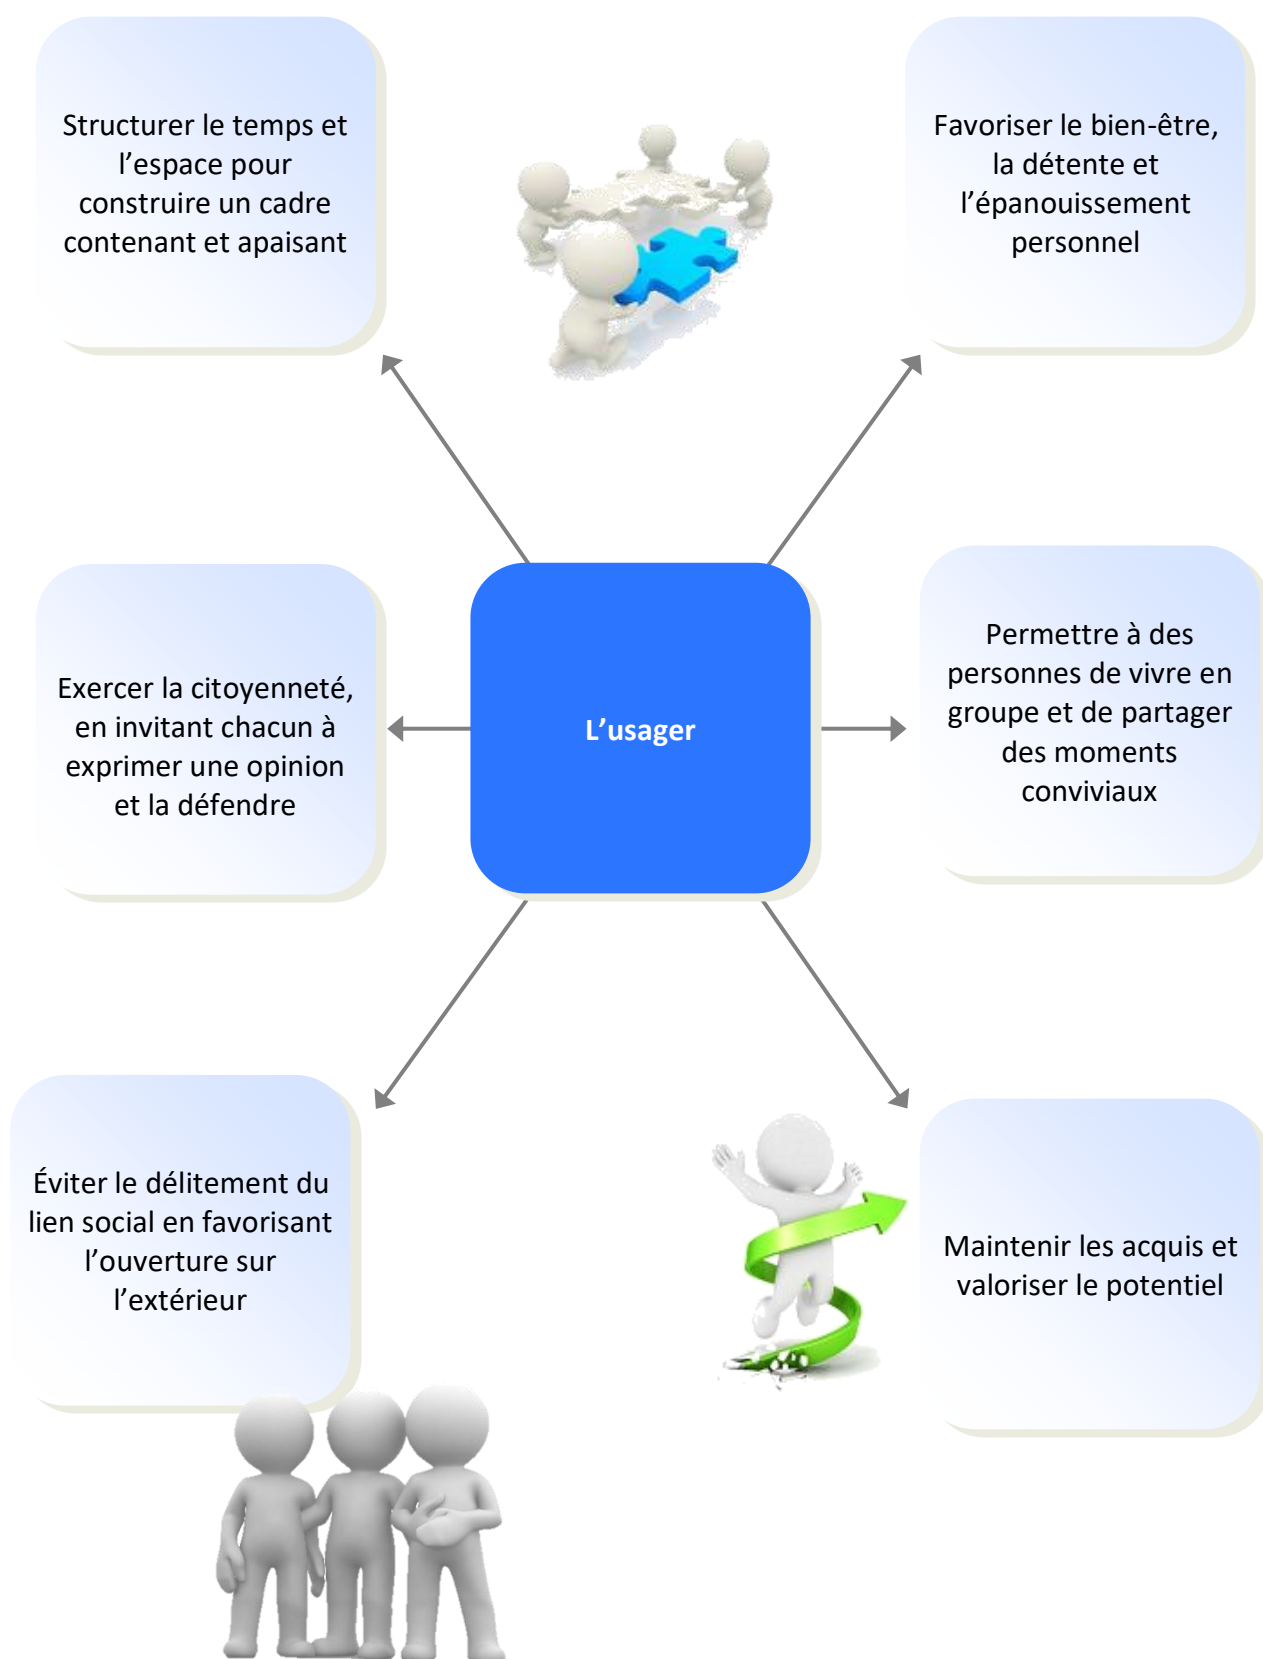 Structurer le temps et
l’espace pour
construire un cadre
contenant et apaisant
Favoriser le bien-être,
la détente et
l’épanouissement
personnel
Exercer la citoyenneté,
en invitant chacun à
exprimer une opinion
et la défendre
L’usager
Permettre à des
personnes de vivre en
groupe et de partager
des moments
conviviaux
Éviter le délitement du
lien social en favorisant
l’ouverture sur
l’extérieur
Maintenir les acquis et
valoriser le potentiel